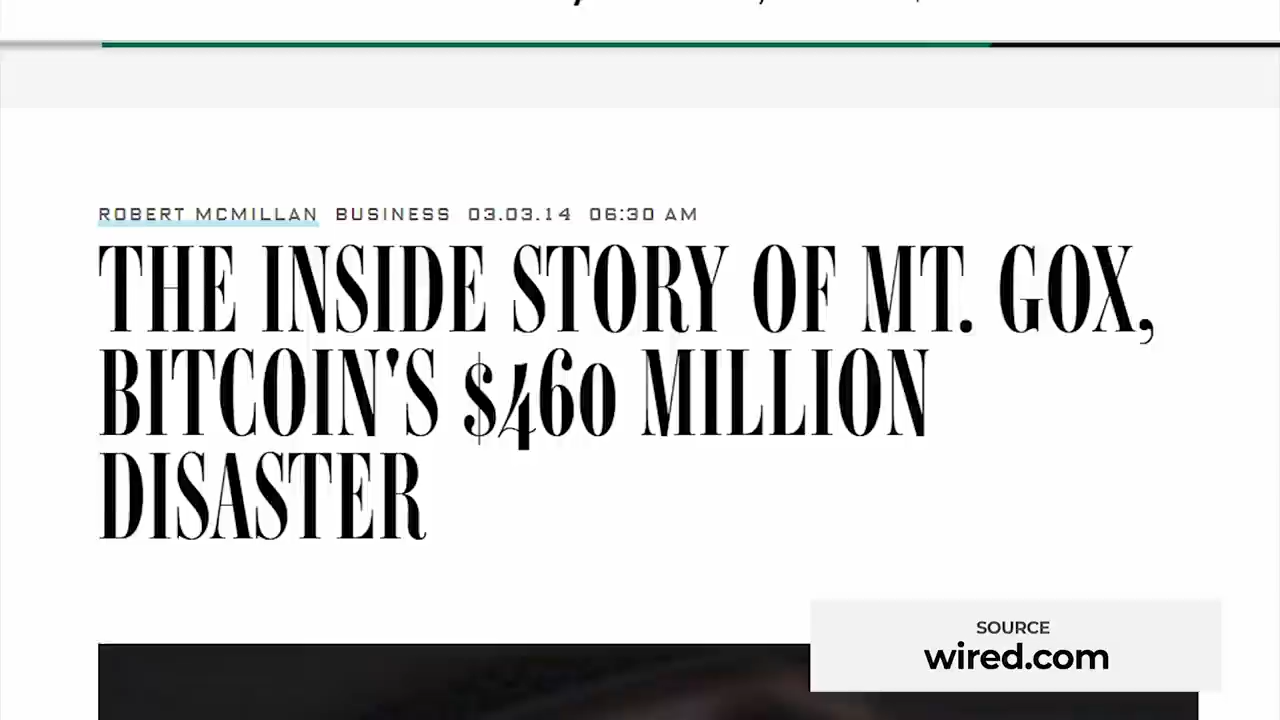 ROBERT MCMILLAN BUSINESS 03.03.14 06:30 AM
THE INSIDE STORY OF MT. GOX,
BITCOIN'S $460 MILLION
DISASTER
SOURCE
wired.com